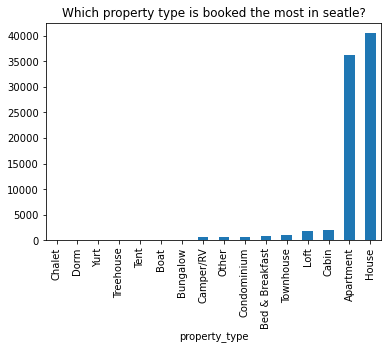 Which property type is booked the most in seatle?
40000
35000
30000
25000
20000
15000
10000
5000
0
Chalet
Dorm
Yurt
Treehouse
Tent
Boat
Bungalow
Camper/RV
Other
Condominium
Bed & Breakfast
Townhouse
Loft
Cabin
Apartment
House
property_type